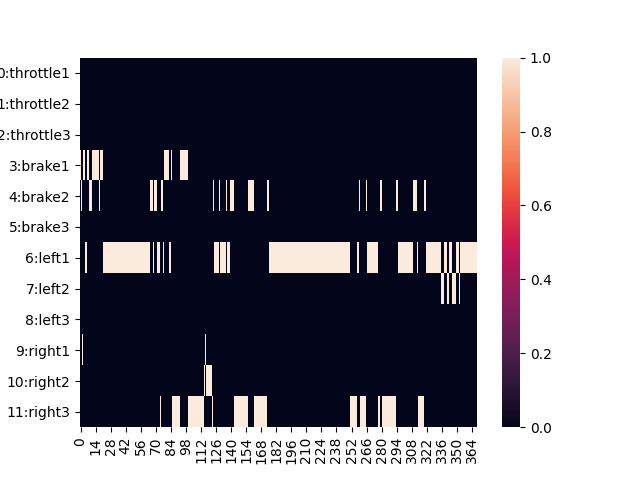 0:throttle1
1:throttle2
2:throttle3
3:brake1
4:brake2
5:brake3
6:left1
7:left2
8:left3
9:right1
10:right2
11:right3
0 14 28 42 56 70 84 98 112 126 140 154 168 182 196 210 224 238 252 266 280 294 308 322 336 350 364
1.0
0.8
0.6
0.4
0.2
0.0